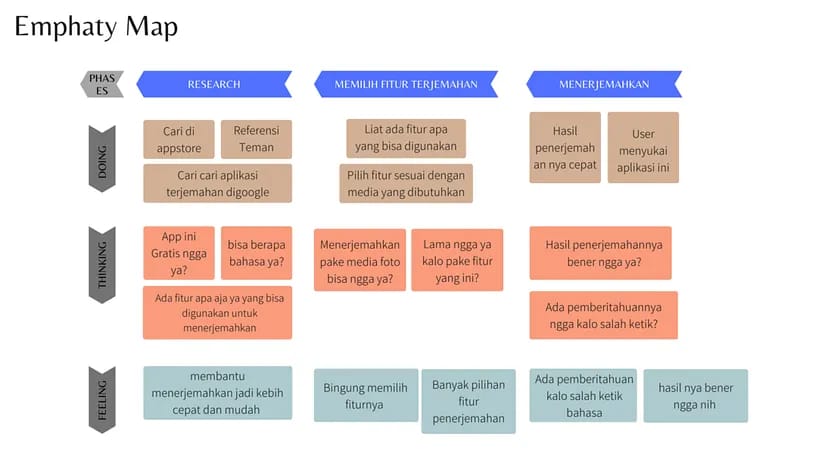 Emphaty Map
PHAS
ES
RESEARCH
MEMILIH FITUR TERJEMAHAN
MENERJEMAHKAN
DOING
Cari di
appstore
Referensi
Teman
Cari cari aplikasi
terjemahan digoogle
Liat ada fitur apa
yang bisa digunakan
Pilih fitur sesuai dengan
media yang dibutuhkan
Hasil
penerjemah
an nya cepat
User
menyukai
aplikasi ini
THINKING
App ini
Gratis ngga
ya?
bisa berapa
bahasa ya?
Ada fitur apa aja ya yang bisa
digunakan untuk
menerjemahkan
Menerjemahkan
pake media foto
bisa ngga ya?
Lama ngga ya
kalo pake fitur
yang ini?
Hasil penerjemahannya
bener ngga ya?
Ada pemberitahuannya
ngga kalo salah ketik?
FEELING
membantu
menerjemahkan jadi kebih
cepat dan mudah
Bingung memilih
fiturnya
Banyak pilihan
fitur
penerjemahan
Ada pemberitahuan
kalo salah ketik
bahasa
hasil nya bener
ngga nih